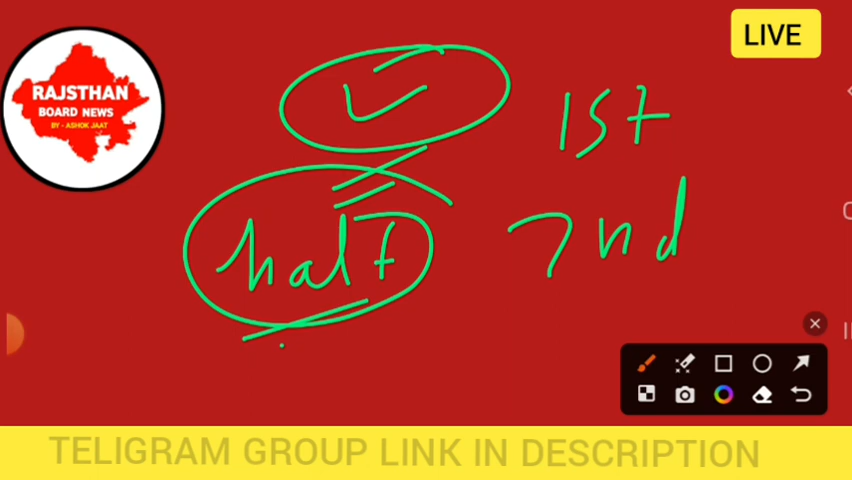 LIVE
RAJSTHAN
BOARD NEWS
BY - ASHOK JAAT
1st
half
2nd
TELIGRAM GROUP LINK IN DESCRIPTION